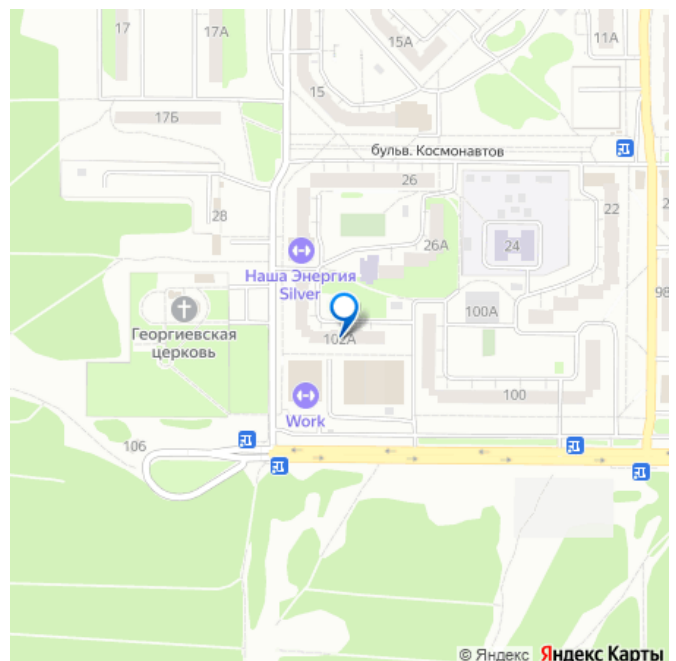 17
17А
15А
11А
15
17Б
бульв. Космонавтов
26
28
22
26А
24
Наша Энергия
Silver
98
100А
Георгиевская
церковь
102А
100
Work
106
© Яндекс Яндекс Карты